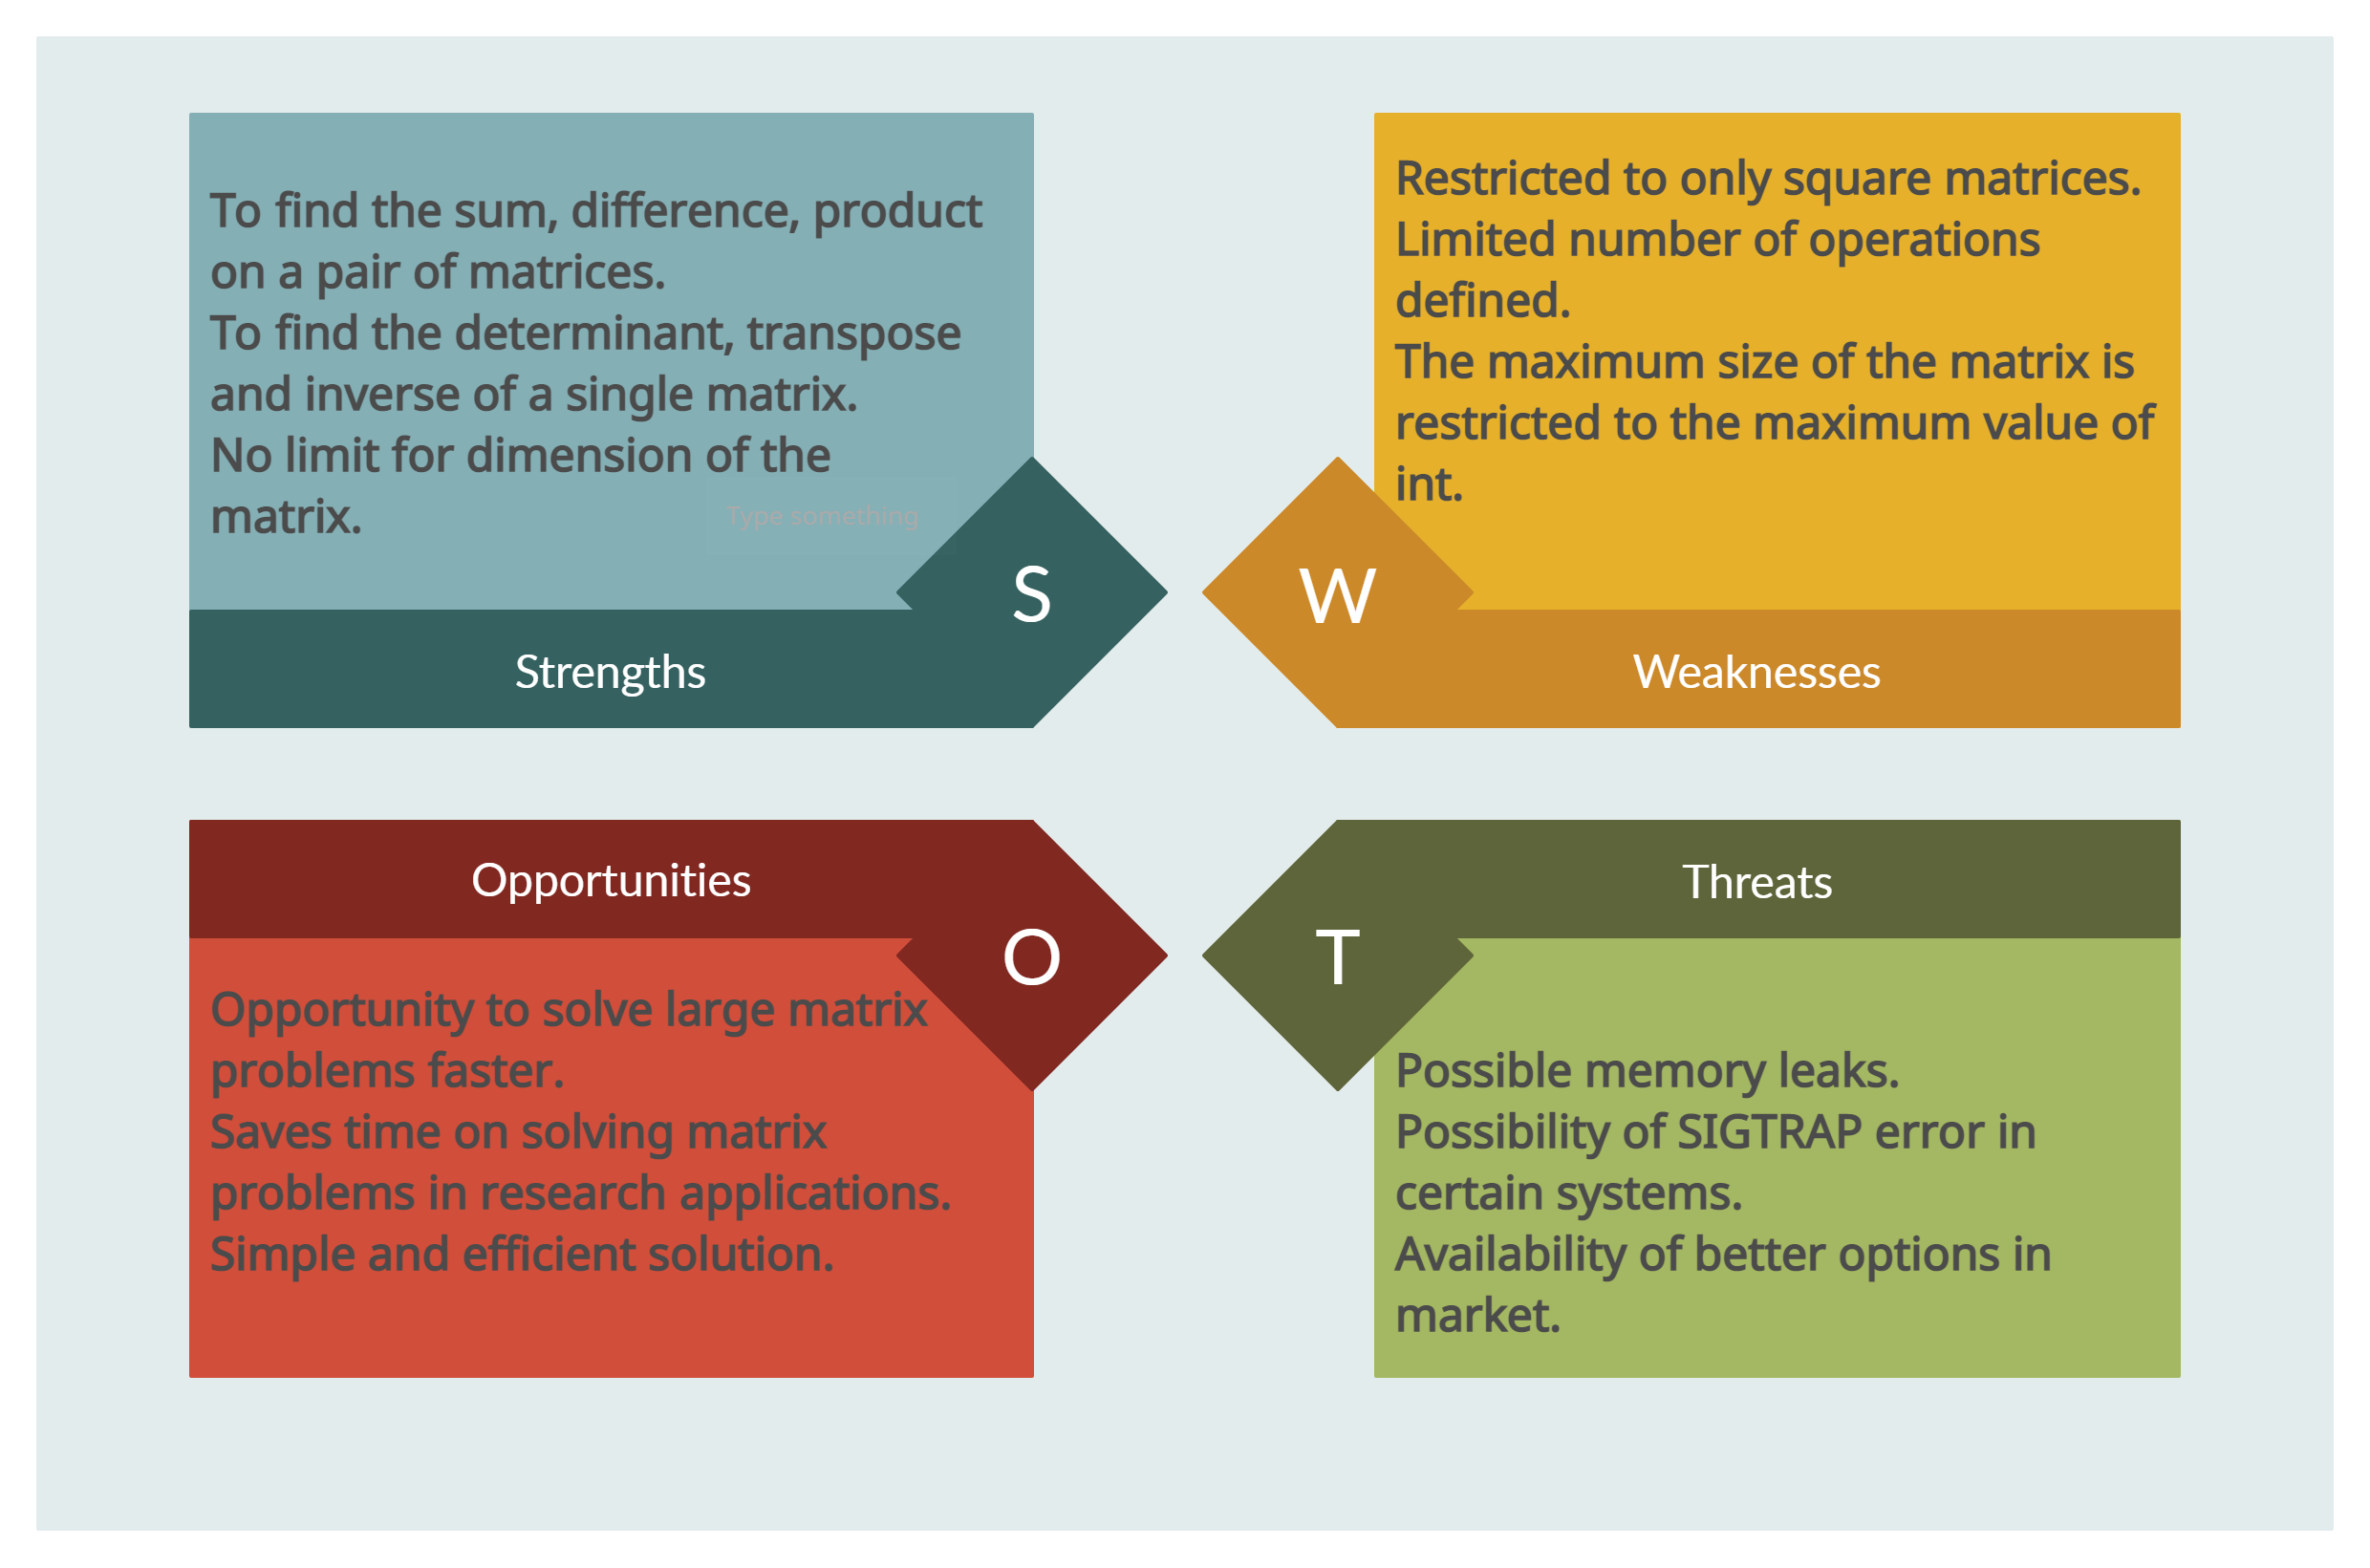 To find the sum, difference, product
on a pair of matrices.
To find the determinant, transpose
and inverse of a single matrix.
No limit for dimension of the
matrix.
Type something
S
Strengths
Restricted to only square matrices.
Limited number of operations
defined.
The maximum size of the matrix is
restricted to the maximum value of
int.
W
Weaknesses
Opportunities
O
Opportunity to solve large matrix
problems faster.
Saves time on solving matrix
problems in research applications.
Simple and efficient solution.
Threats
T
Possible memory leaks.
Possibility of SIGTRAP error in
certain systems.
Availability of better options in
market.